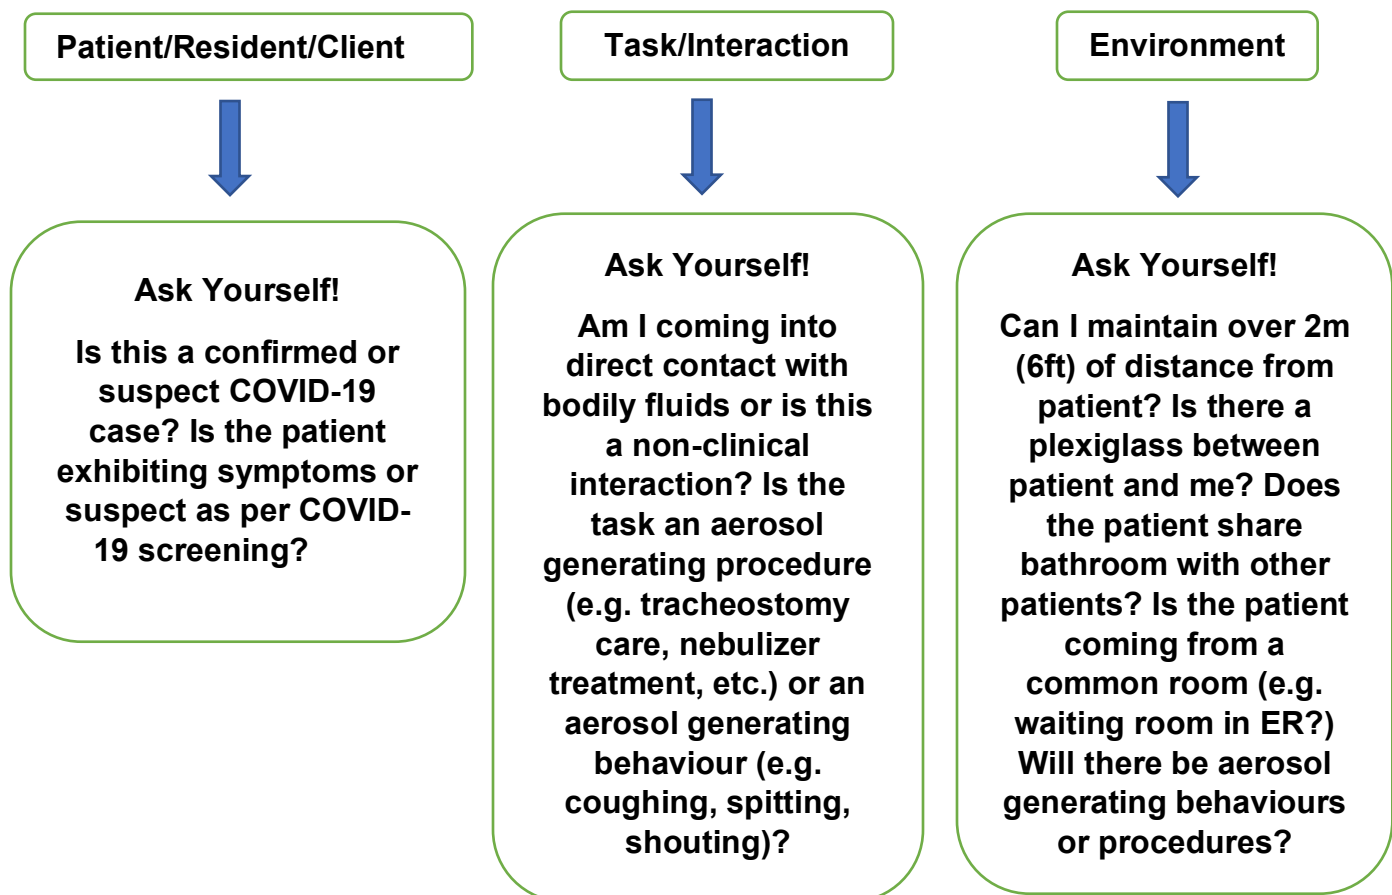 Patient/Resident/Client
Ask Yourself!
Is this a confirmed or
suspect COVID-19
case? Is the patient
exhibiting symptoms or
suspect as per COVID-
19 screening?
Task/Interaction
Ask Yourself!
Am I coming into
direct contact with
bodily fluids or is this
a non-clinical
interaction? Is the
task an aerosol
generating procedure
(e.g. tracheostomy
care, nebulizer
treatment, etc.) or an
aerosol generating
behaviour (e.g.
coughing, spitting,
shouting)?
Environment
Ask Yourself!
Can I maintain over 2m
(6ft) of distance from
patient? Is there a
plexiglass between
patient and me? Does
the patient share
bathroom with other
patients? Is the patient
coming from a
common room (e.g.
waiting room in ER?)
Will there be aerosol
generating behaviours
or procedures?